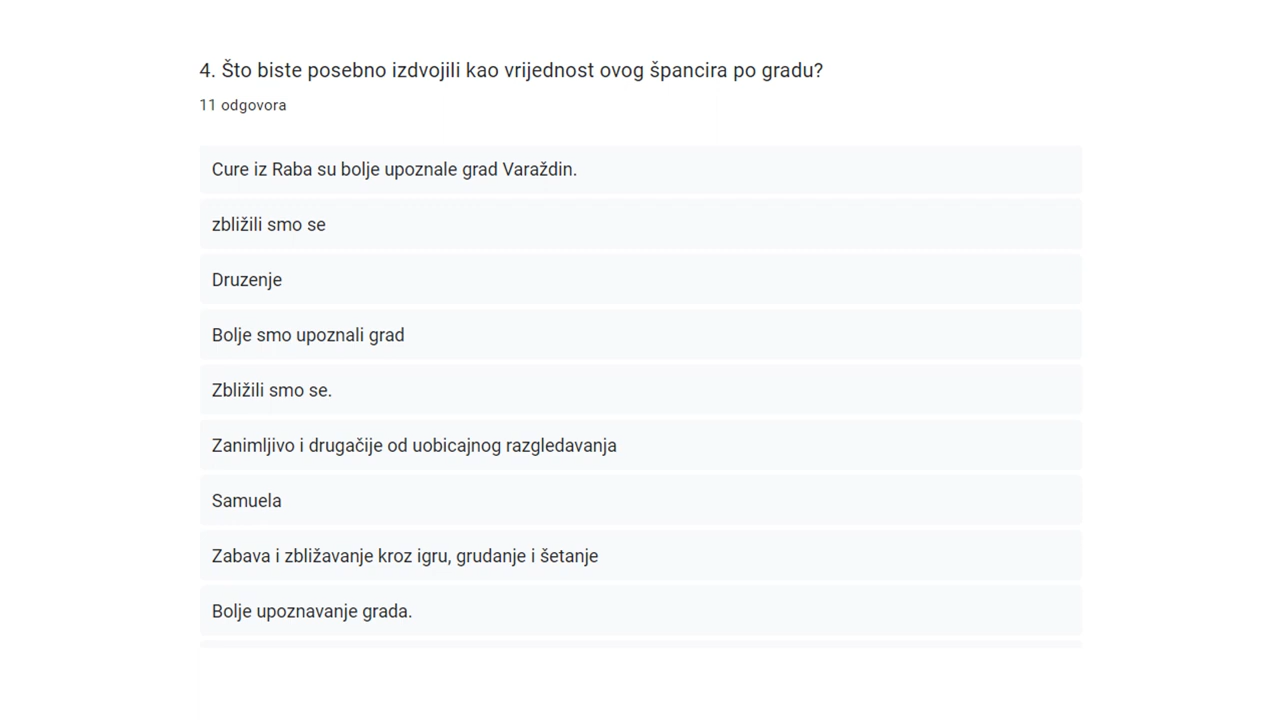 4. Što biste posebno izdvojili kao vrijednost ovog špancira po gradu?
11 odgovora
Cure iz Raba su bolje upoznale grad Varaždin.
zbližili smo se
Druzenje
Bolje smo upoznali grad
Zbližili smo se.
Zanimljivo i drugačije od uobicajnog razgledavanja
Samuela
Zabava i zbližavanje kroz igru, grudanje i šetanje
Bolje upoznavanje grada.